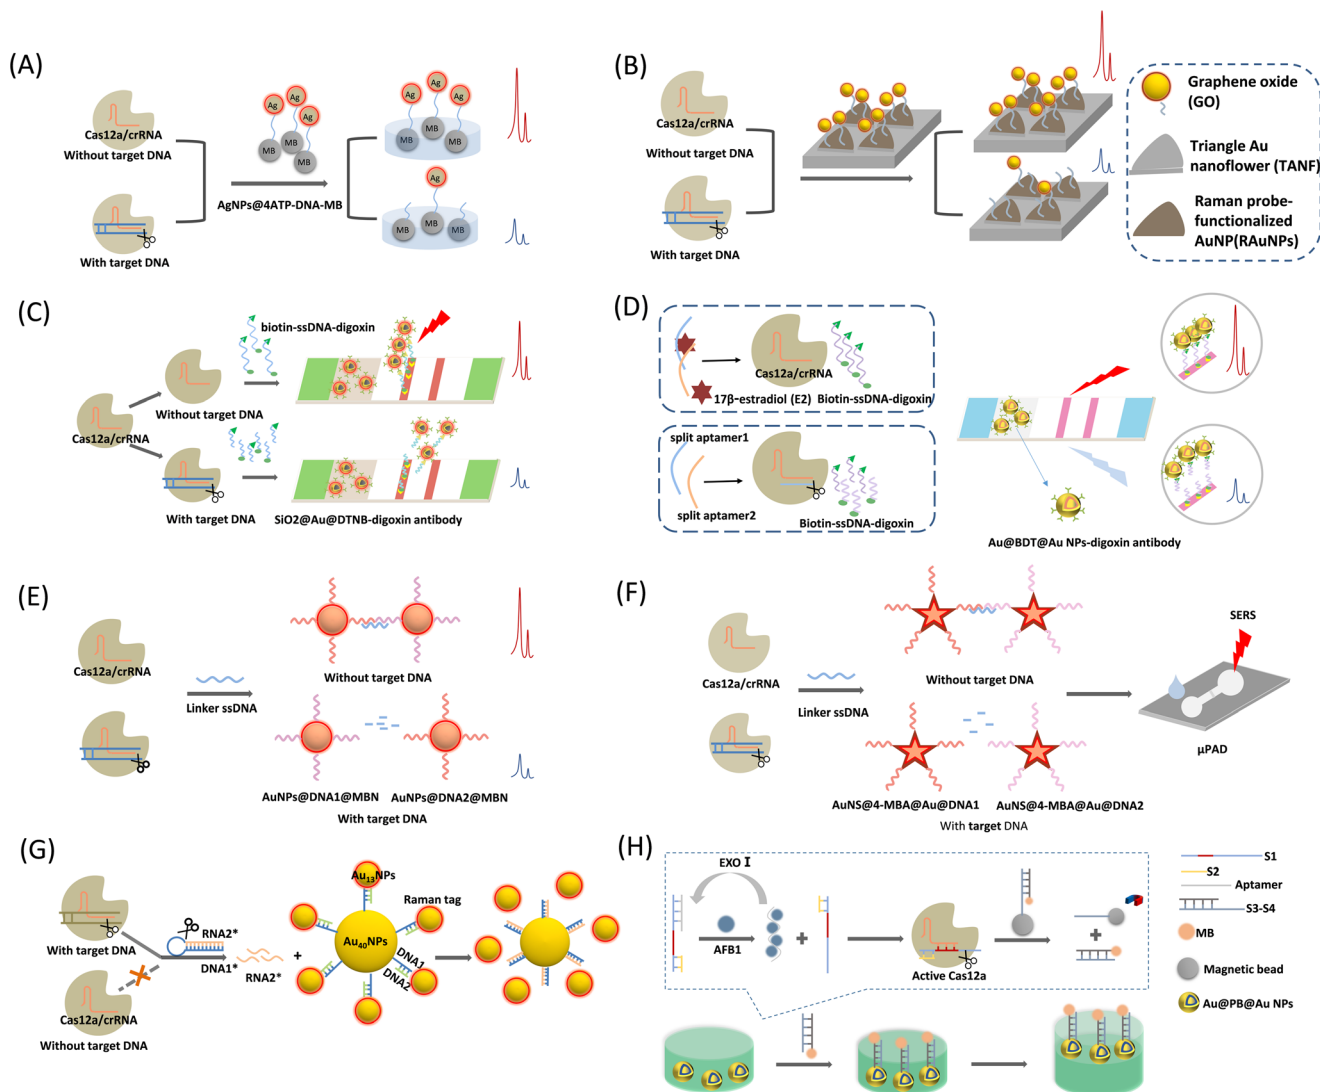 (A)
Cas12a/crRNA
Without target DNA
With target DNA
Ag
Ag
Ag
MB
MB
MB
MB
AgNPs@4ATP-DNA-MB
Ag
Ag
Ag
MB
MB
MB
Ag
MB
MB
MB
(B)
Cas12a/crRNA
Without target DNA
With target DNA
Graphene oxide
(GO)
Triangle Au
nanoflower (TANF)
Raman probe-
functionalized
AuNP(RAuNPs)
(C)
Cas12a/crRNA
biotin-ssDNA-digoxin
Without target DNA
With target DNA
SiO2@Au@DTNB-digoxin antibody
(D)
Cas12a/crRNA
17β-estradiol (E2)
Biotin-ssDNA-digoxin
split aptamer1
split aptamer2
Biotin-ssDNA-digoxin
Au@BDT@Au NPs-digoxin antibody
(E)
Cas12a/crRNA
Linker ssDNA
Without target DNA
AuNPs@DNA1@MBN
AuNPs@DNA2@MBN
With target DNA
(F)
Cas12a/crRNA
Linker ssDNA
Without target DNA
AuNS@4-MBA@Au@DNA1
AuNS@4-MBA@Au@DNA2
With target DNA
SERS
μPAD
(G)
With target DNA
Cas12a/crRNA
Without target DNA
RNA2*
DNA1*
RNA2*
+
Au13NPs
Raman tag
Au40NPs
DNA1
DNA2
(H)
EXO I
AFB1
+
Active Cas12a
+
S1
S2
Aptamer
S3-S4
MB
Magnetic bead
Au@PB@Au NPs